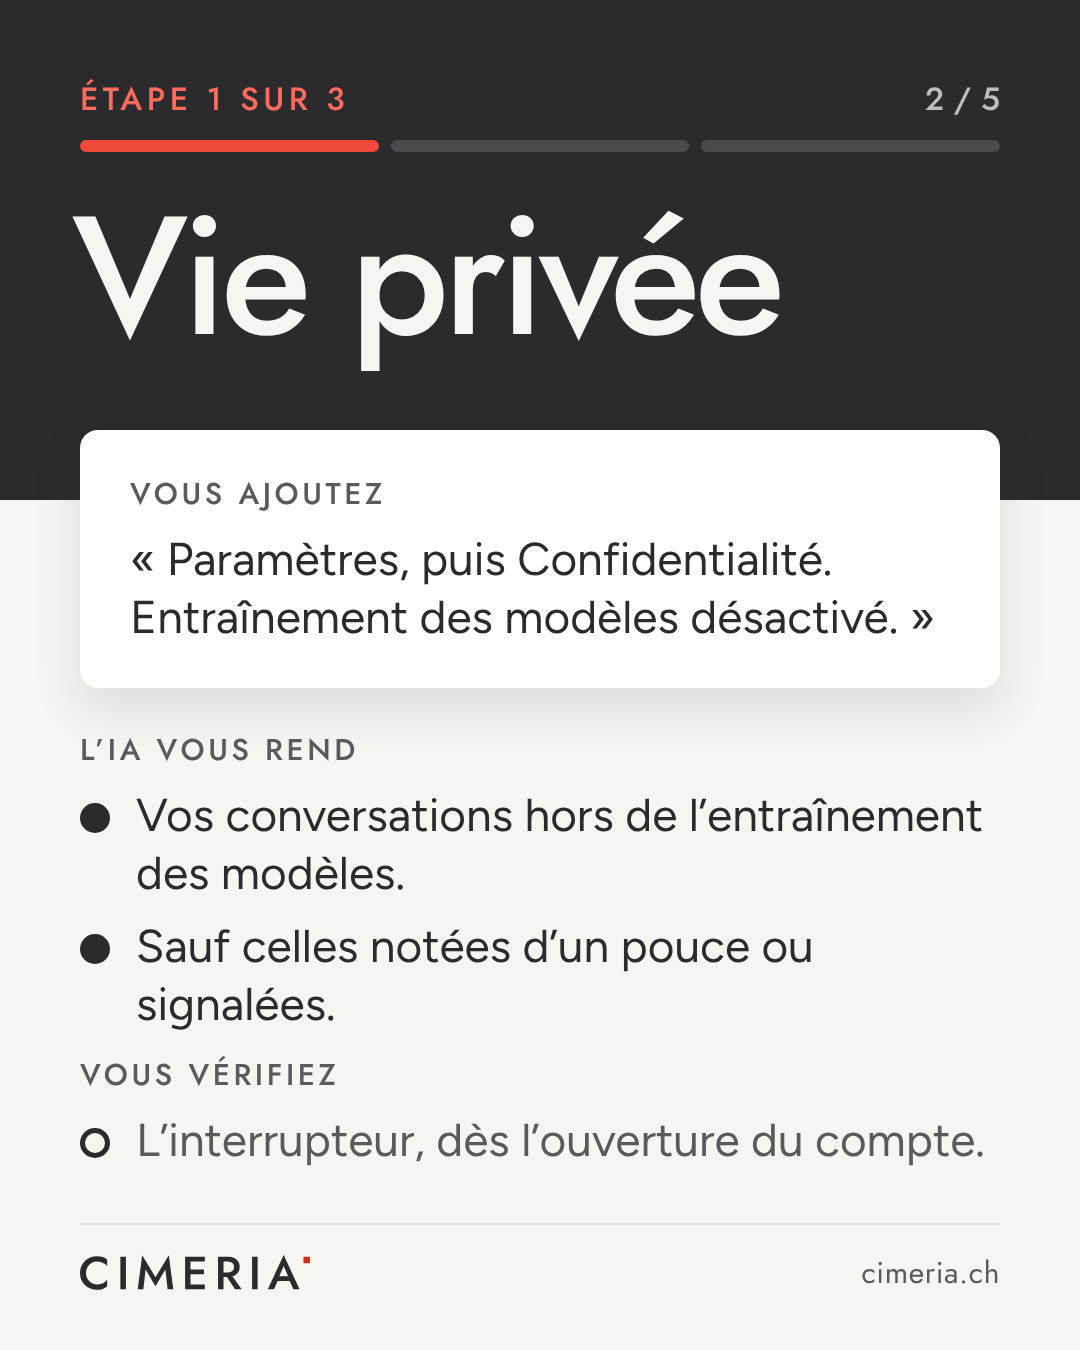 ÉTAPE 1 SUR 3
2 / 5
Vie privée
VOUS AJOUTEZ
« Paramètres, puis Confidentialité.
Entraînement des modèles désactivé. »
L’IA VOUS REND
Vos conversations hors de l’entraînement
des modèles.
Sauf celles notées d’un pouce ou
signalées.
VOUS VÉRIFIEZ
L’interrupteur, dès l’ouverture du compte.
CIMERIA
cimeria.ch